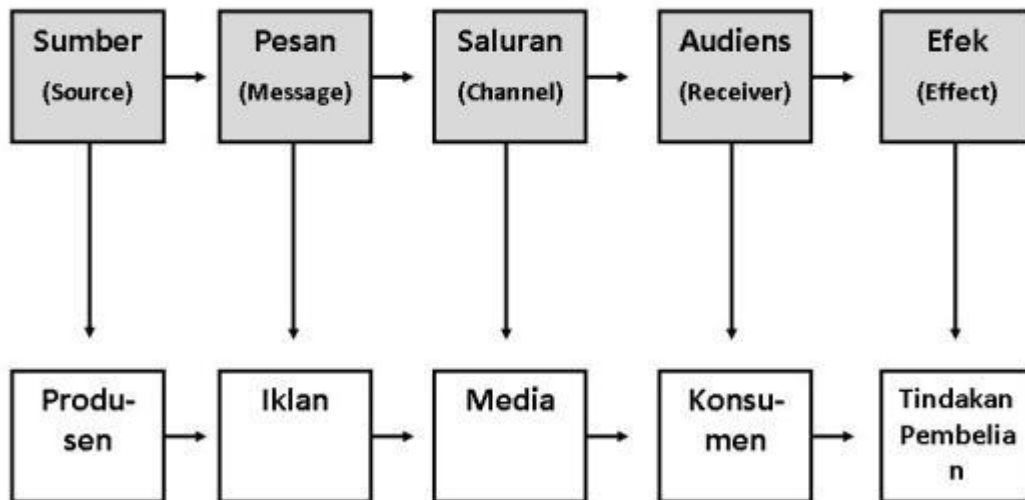 Sumber
(Source)
Pesan
(Message)
Saluran
(Channel)
Audiens
(Receiver)
Efek
(Effect)
Produ-
sen
Iklan
Media
Konsu-
men
Tindakan
Pembelia
n